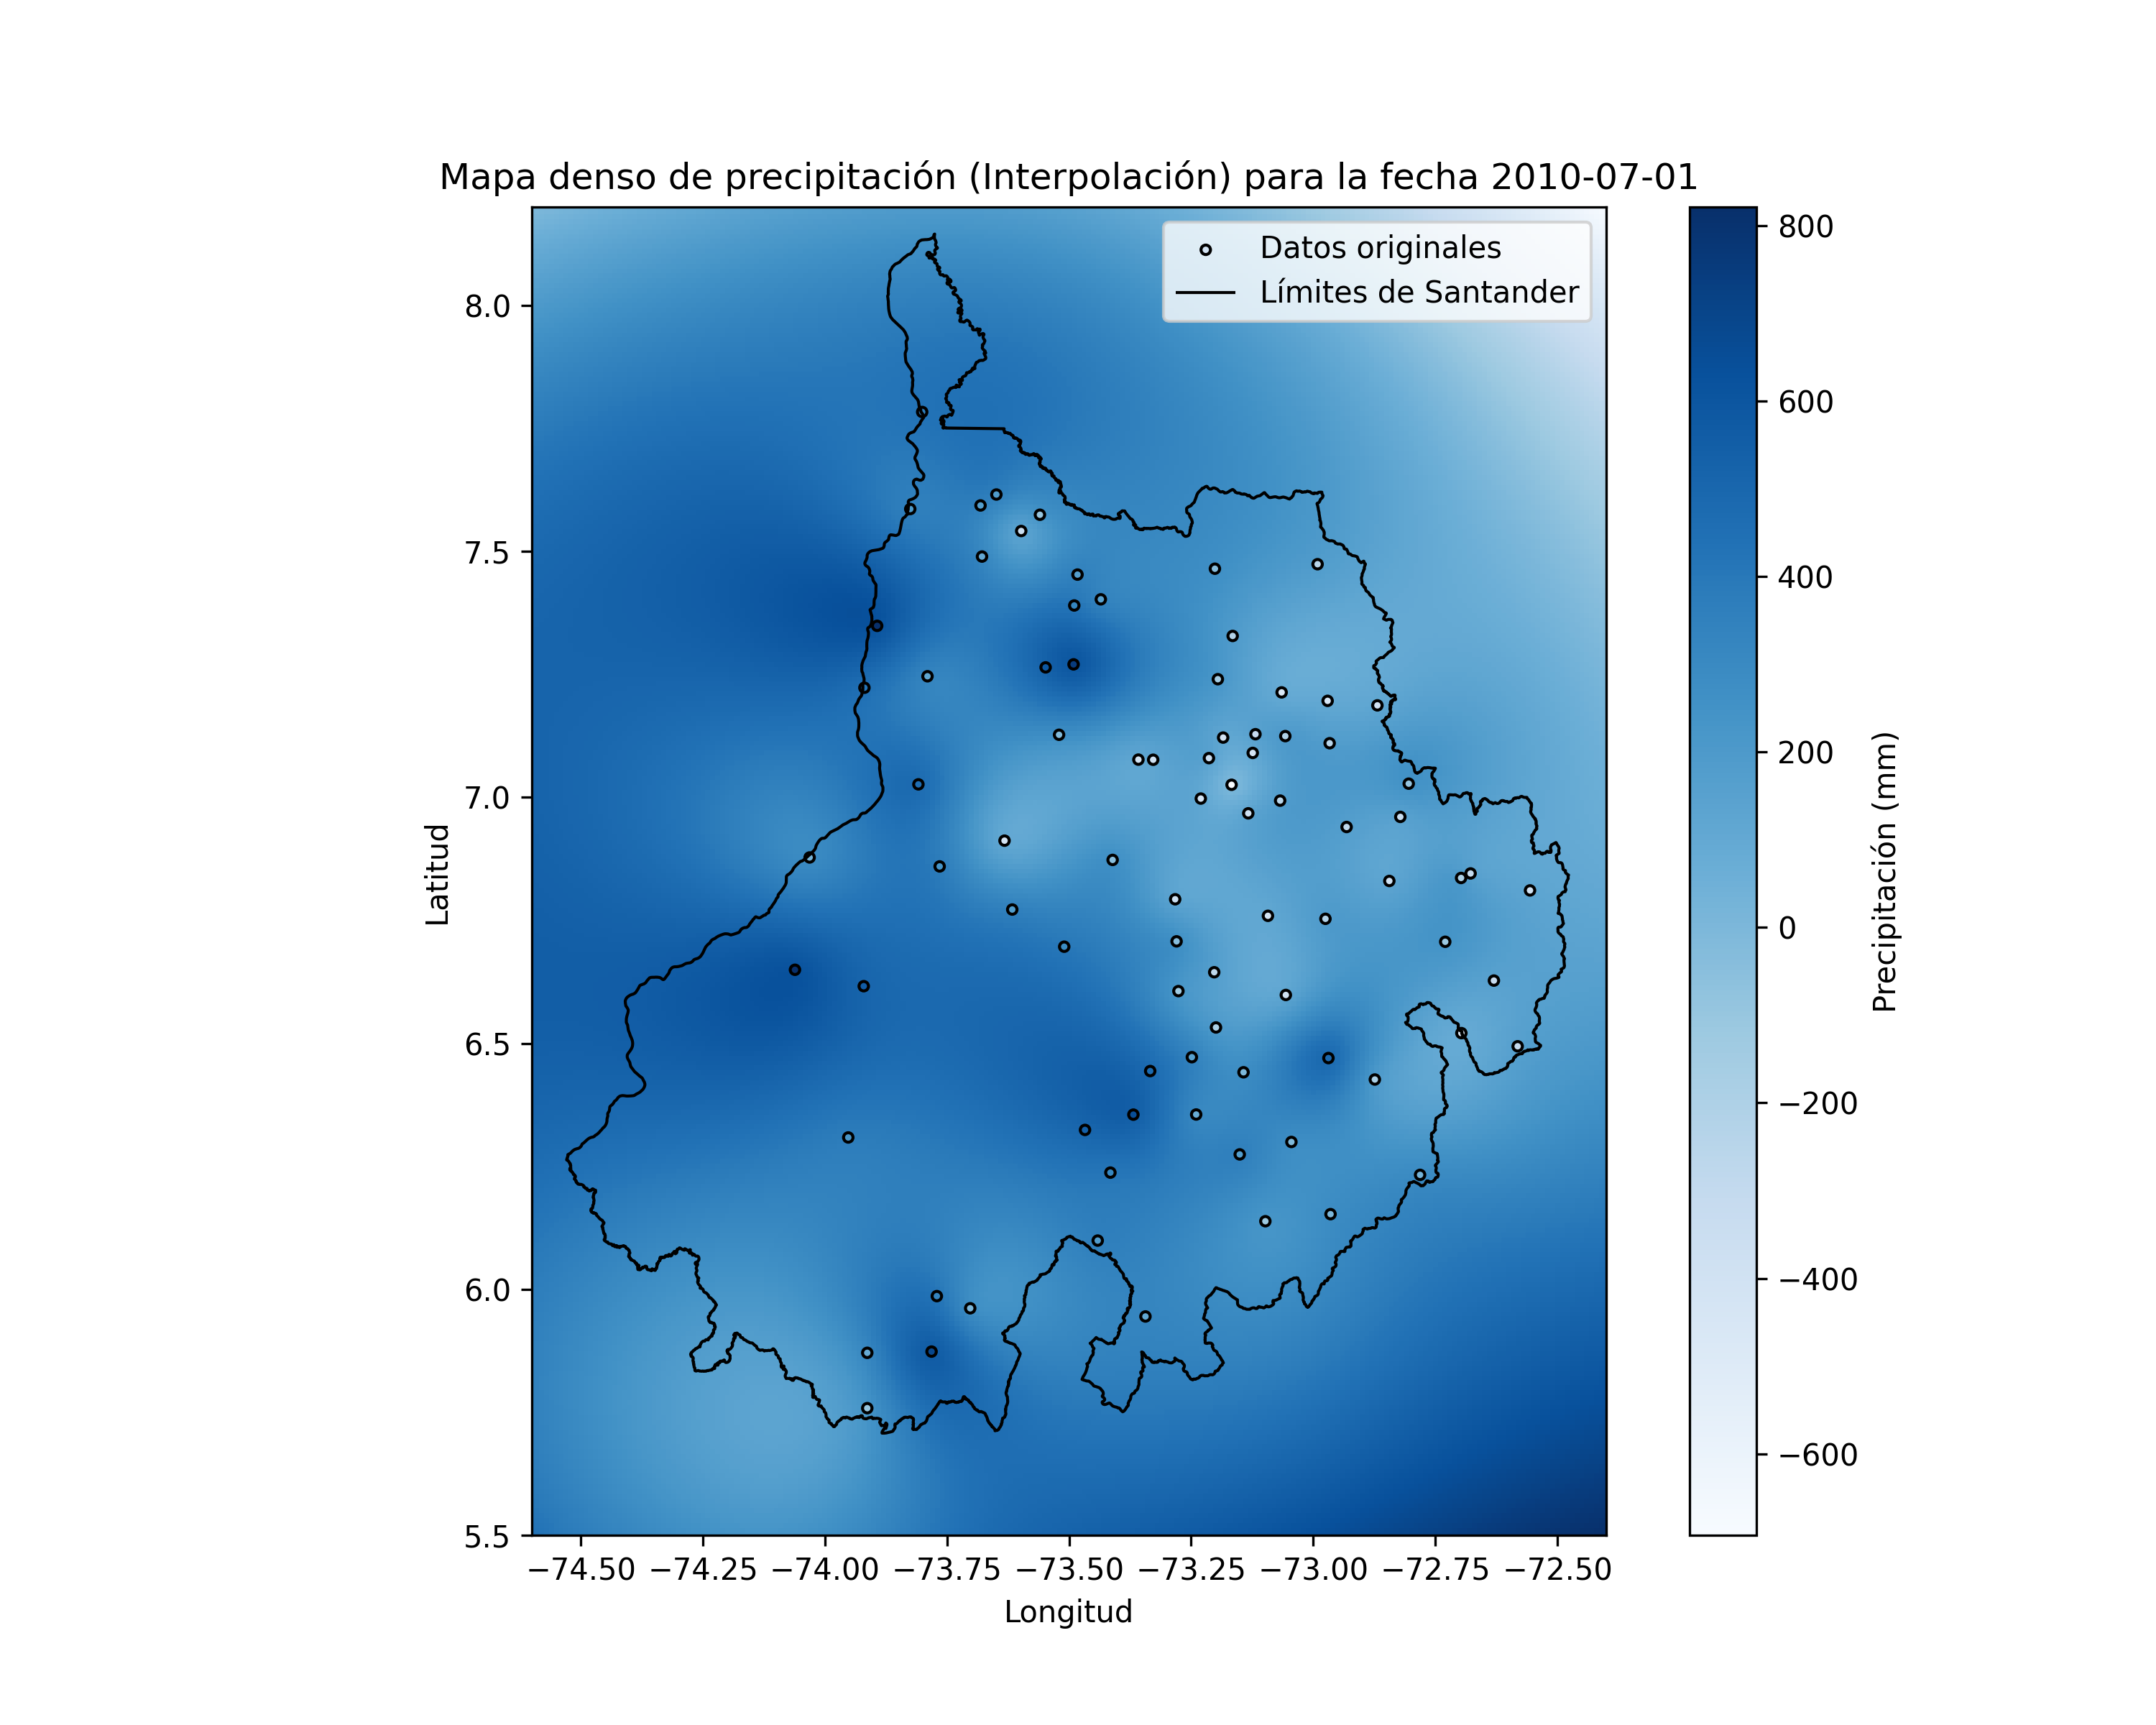 Mapa denso de precipitación (Interpolación) para la fecha 2010-07-01
Datos originales
Límites de Santander
8.0
7.5
7.0
6.5
6.0
5.5
Latitud
−74.50 −74.25 −74.00 −73.75 −73.50 −73.25 −73.00 −72.75 −72.50
Longitud
800
600
400
200
0
−200
−400
−600
Precipitación (mm)